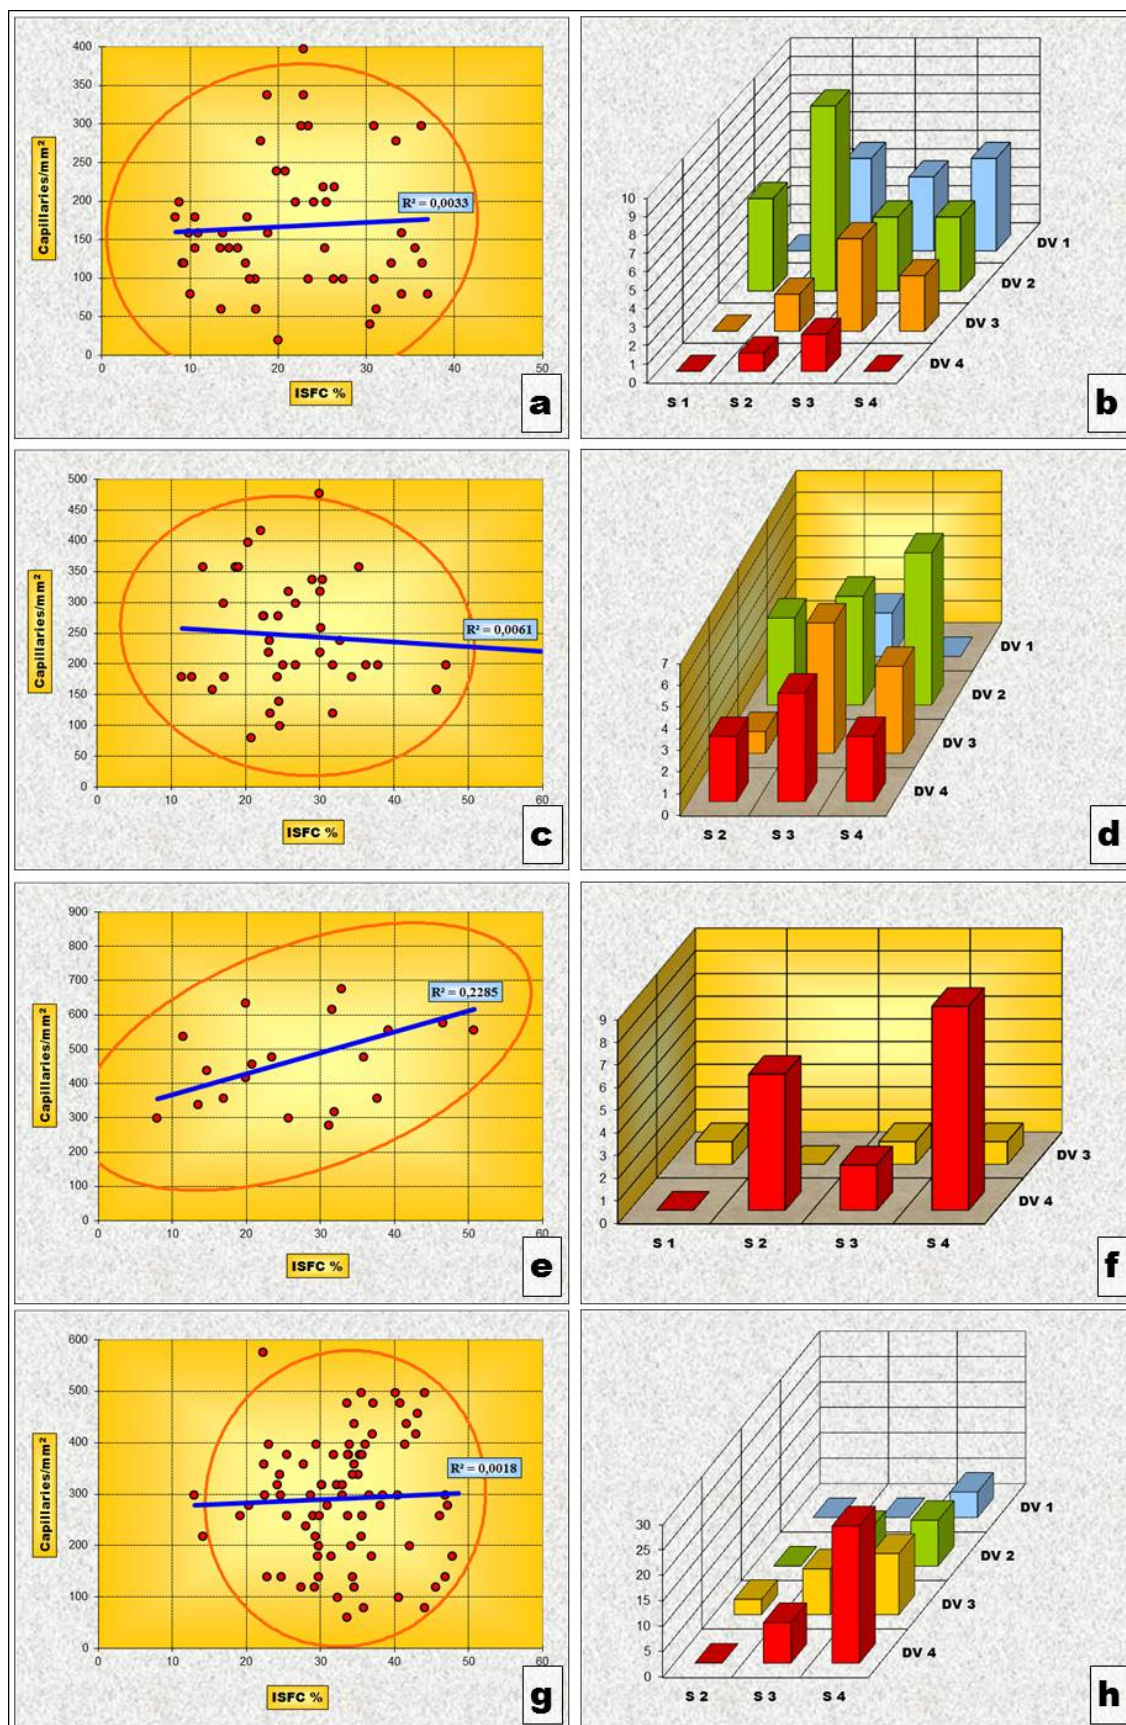 400
350
300
250
200
150
100
50
0
Capillaries/mm²
R² = 0,0033
0 10 20 30 40 50
ISFC %
a
10
9
8
7
6
5
4
3
2
1
0
DV 1
DV 2
DV 3
DV 4
S 1 S 2 S 3 S 4
b
500
450
400
350
300
250
200
150
100
50
0
Capillaries/mm²
R² = 0,0061
0 10 20 30 40 50 60
ISFC %
c
7
6
5
4
3
2
1
0
DV 1
DV 2
DV 3
DV 4
S 2 S 3 S 4
d
900
800
700
600
500
400
300
200
100
0
Capillaries/mm²
R² = 0,2285
0 10 20 30 40 50 60
ISFC %
e
9
8
7
6
5
4
3
2
1
0
DV 3
DV 4
S 1 S 2 S 3 S 4
f
600
500
400
300
200
100
0
Capillaries/mm²
R² = 0,0018
0 10 20 30 40 50 60
ISFC %
g
30
25
20
15
10
5
0
DV 1
DV 2
DV 3
DV 4
S 2 S 3 S 4
h